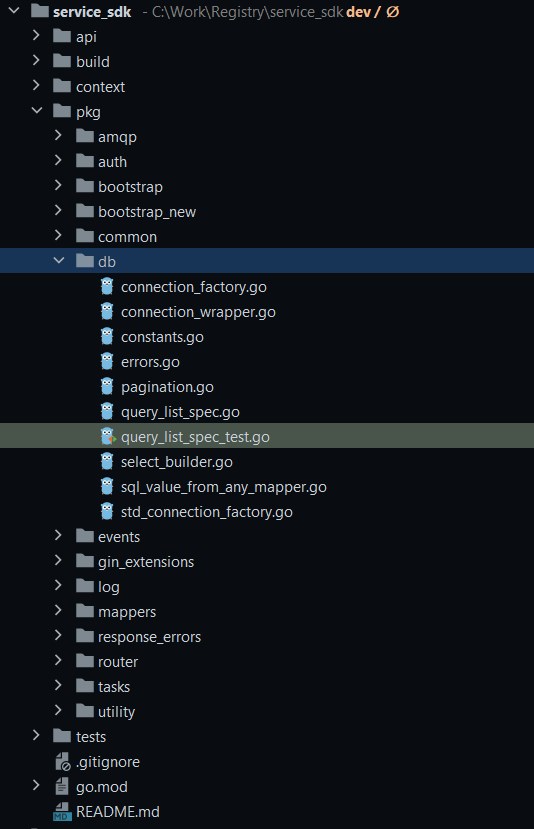 service_sdk - C:\Work\Registry\service_sdk dev / Ø
api
build
context
pkg
amqp
auth
bootstrap
bootstrap_new
common
db
connection_factory.go
connection_wrapper.go
constants.go
errors.go
pagination.go
query_list_spec.go
query_list_spec_test.go
select_builder.go
sql_value_from_any_mapper.go
std_connection_factory.go
events
gin_extensions
log
mappers
response_errors
router
tasks
utility
tests
.gitignore
go.mod
MD README.md